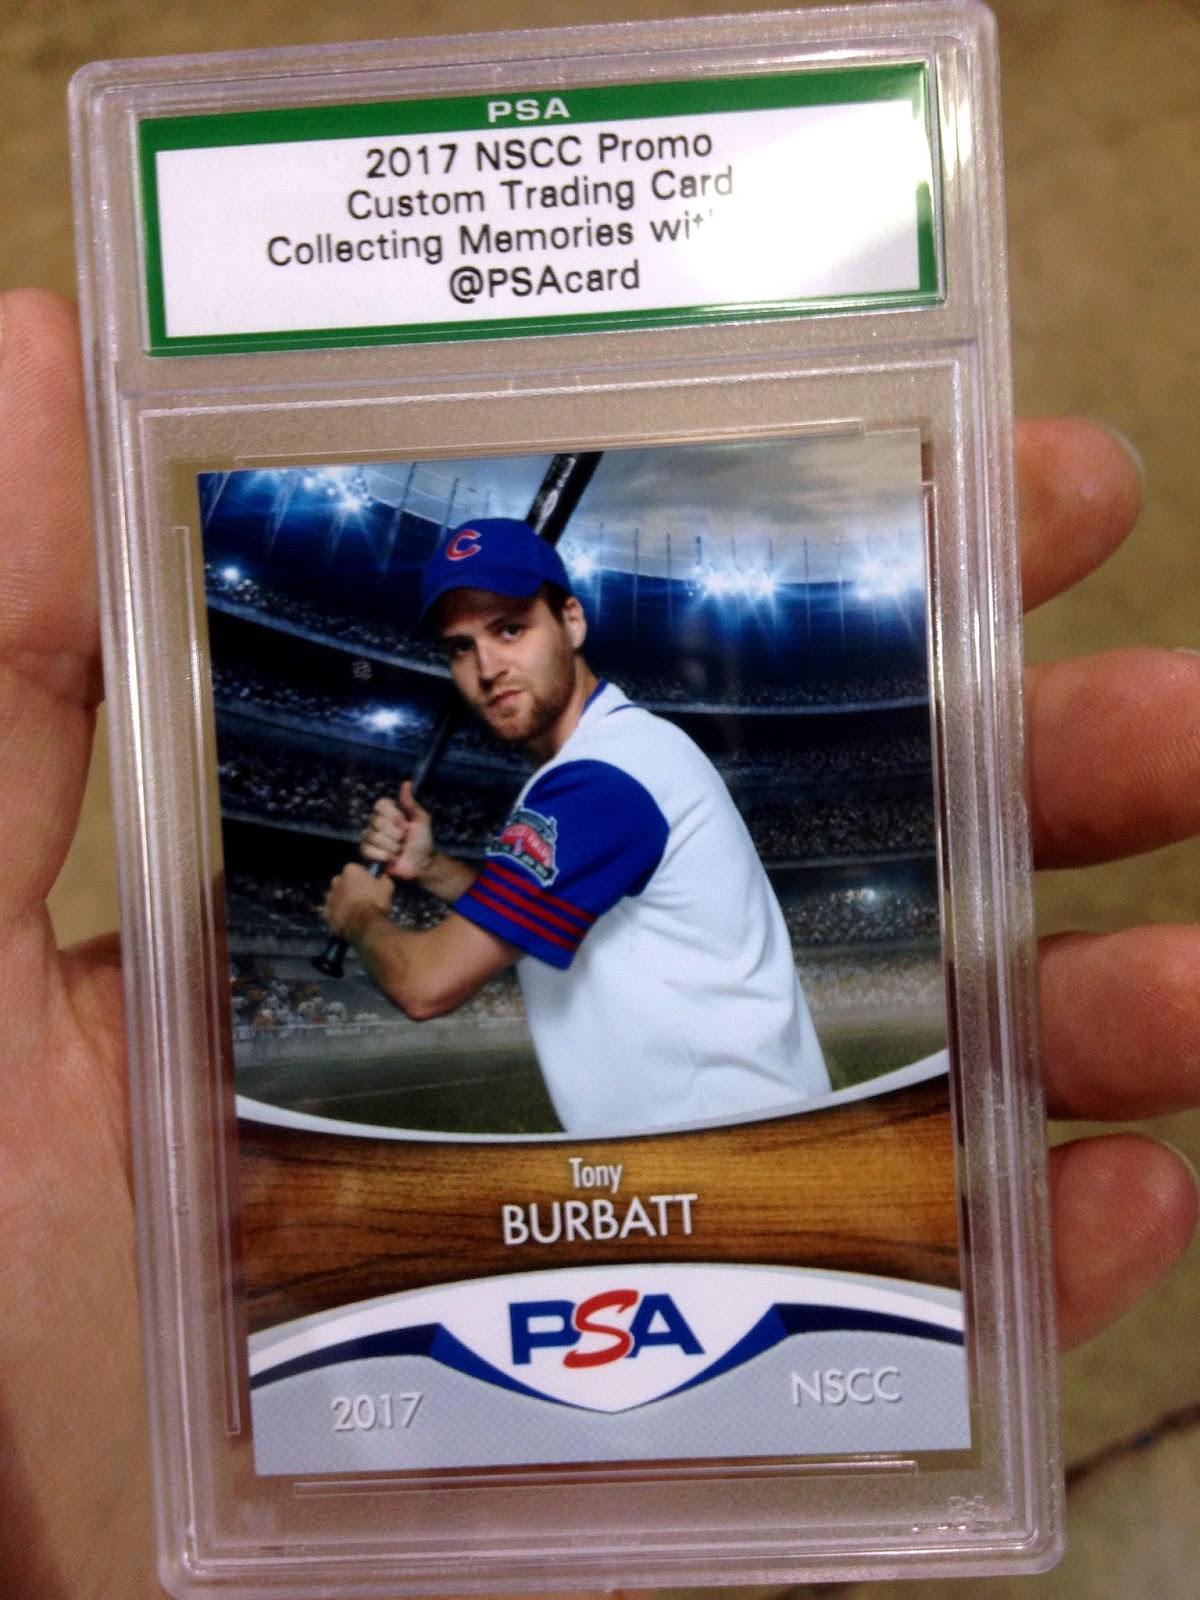 PSA
2017 NSCC Promo
Custom Trading Card
Collecting Memories
@PSAcard
C
Tony
BURBATT
PSA
2017
NSCC